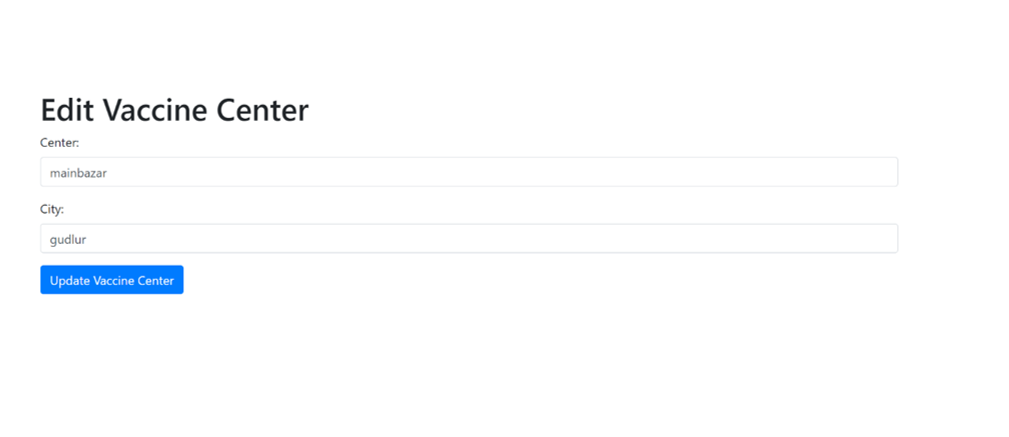 Edit Vaccine Center
Center:
mainbazar
City:
gudlur
Update Vaccine Center